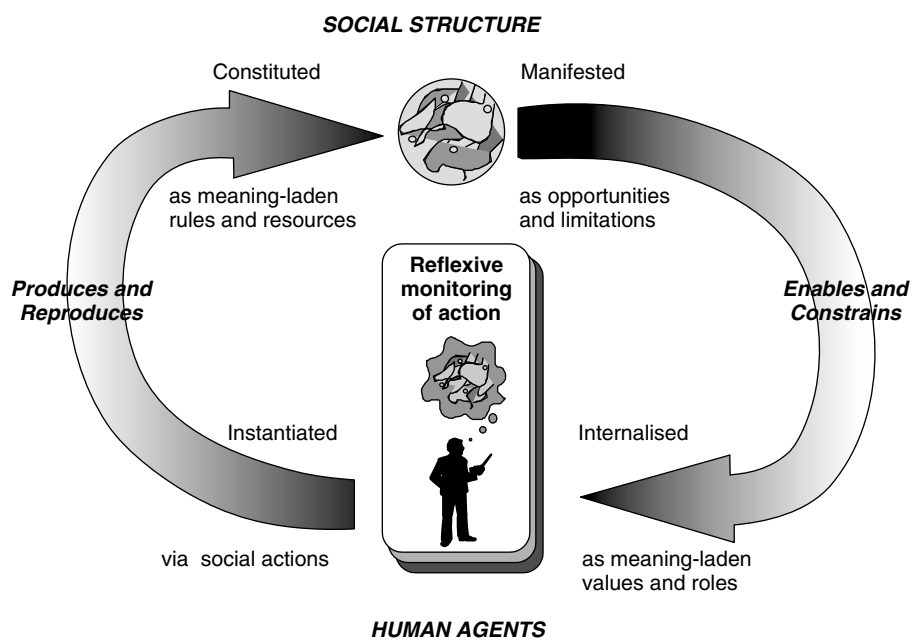 SOCIAL STRUCTURE
Constituted
Manifested
as meaning-laden
rules and resources
as opportunities
and limitations
Reflexive
monitoring
of action
Produces and
Reproduces
Enables and
Constrains
Instantiated
Internalised
via social actions
as meaning-laden
values and roles
HUMAN AGENTS